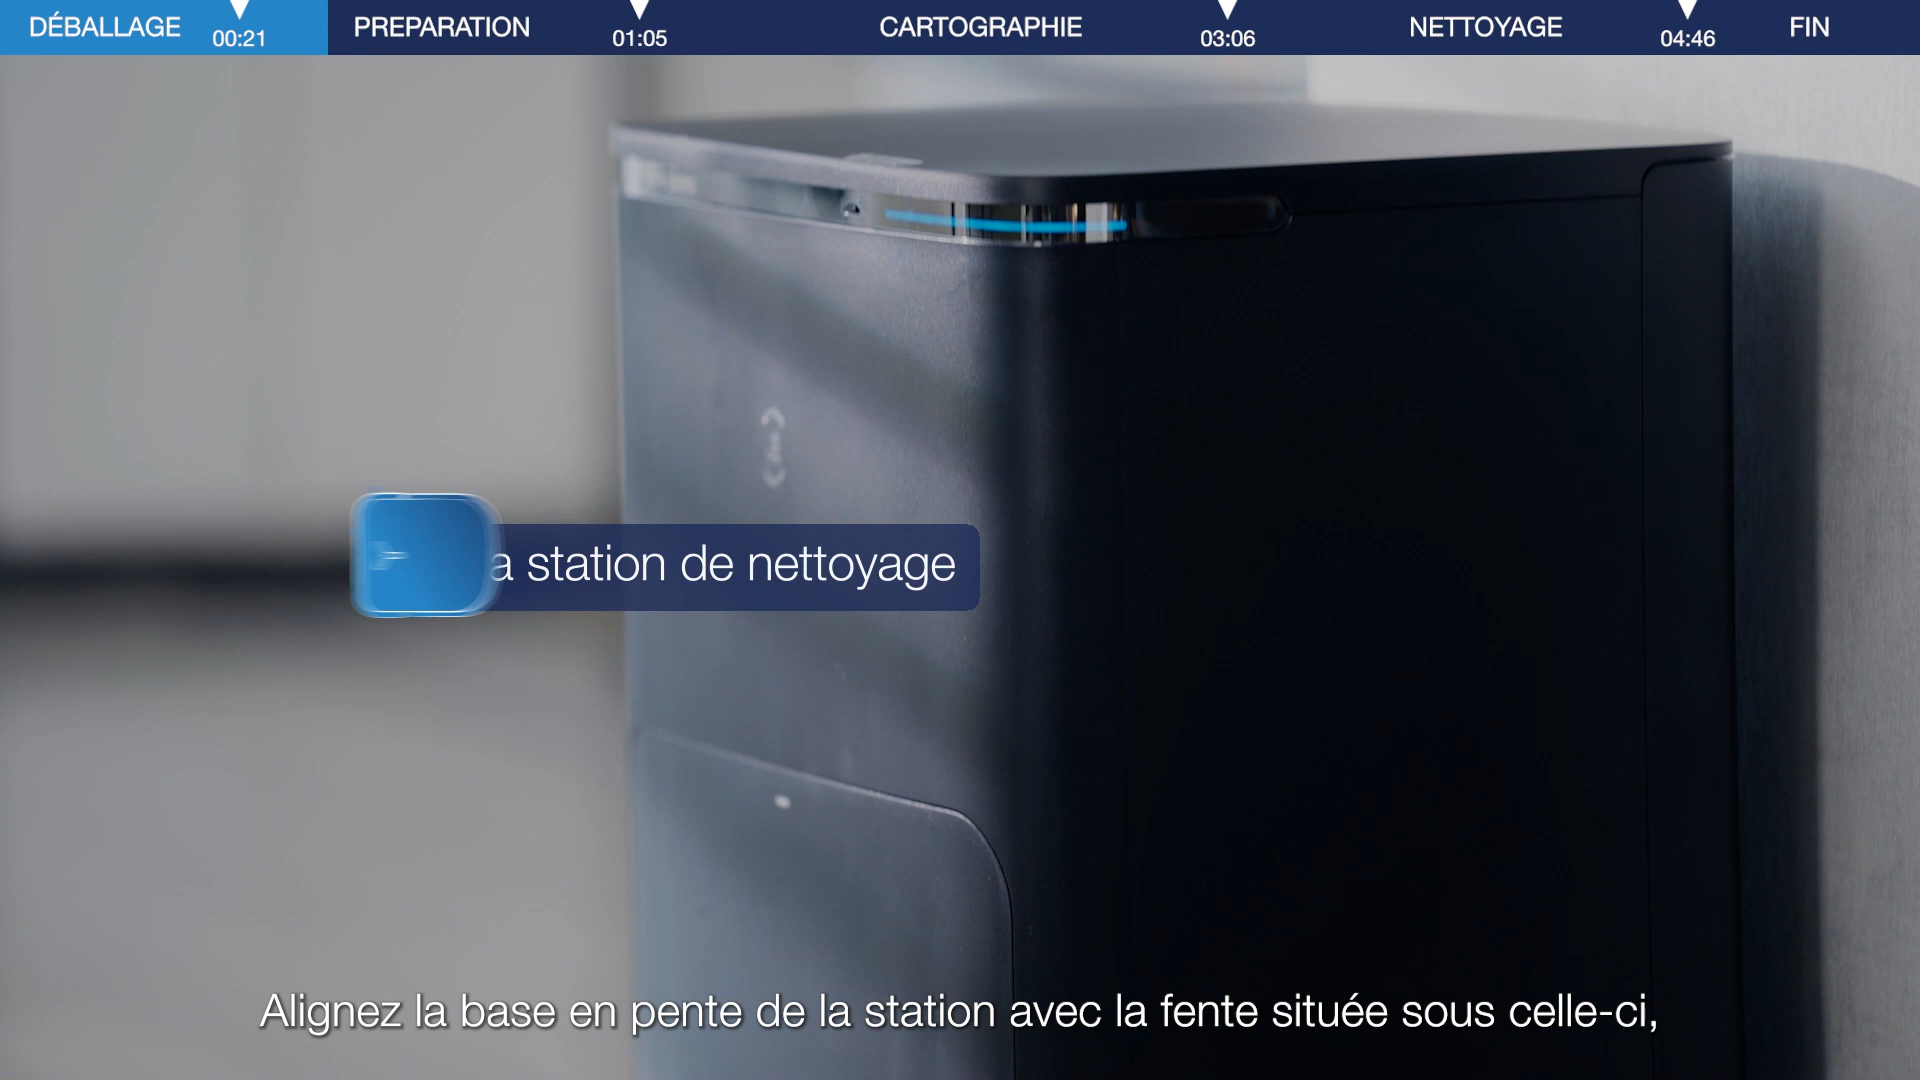 DÉBALLAGE
00:21
PREPARATION
01:05
CARTOGRAPHIE
03:06
NETTOYAGE
04:46
FIN
a station de nettoyage
Alignez la base en pente de la station avec la fente située sous celle-ci,